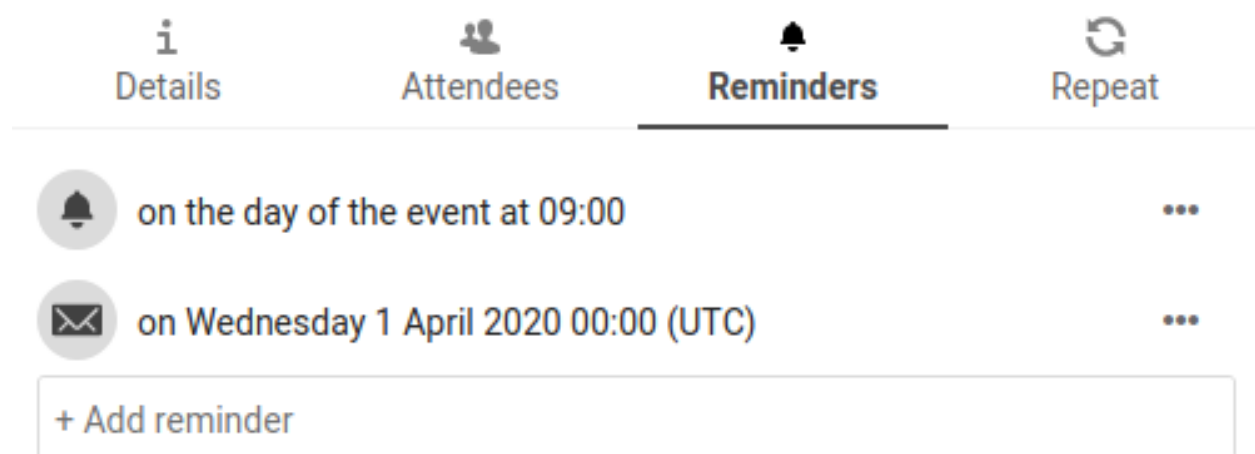 Details Attendees Reminders Repeat
on the day of the event at 09:00
on Wednesday 1 April 2020 00:00 (UTC)
+ Add reminder